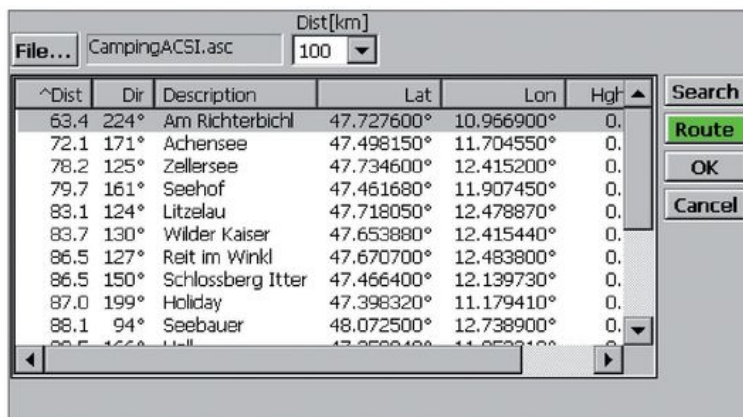 Dist[km]
File... CampingACSI.asc 100
^Dist Dir Description Lat Lon Hgh
63.4 224° Am Richterbichl 47.727600° 10.966900° 0.
72.1 171° Achensee 47.498150° 11.704550° 0.
78.2 125° Zellersee 47.734600° 12.415200° 0.
79.7 161° Seehof 47.461680° 11.907450° 0.
83.1 124° Litzelau 47.718050° 12.478870° 0.
83.7 130° Wilder Kaiser 47.653880° 12.415440° 0.
86.5 127° Reit im Winkl 47.670700° 12.483800° 0.
86.5 150° Schlossberg Itter 47.466400° 12.139730° 0.
87.0 199° Holiday 47.398320° 11.179410° 0.
88.1 94° Seebauer 48.072500° 12.738900° 0.
Search
Route
OK
Cancel